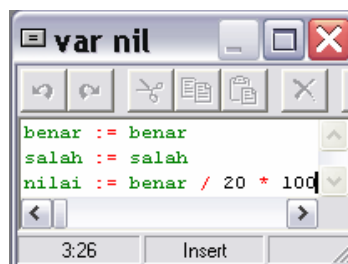 var nil
benar := benar
salah := salah
nilai := benar / 20 * 100
3:26 Insert